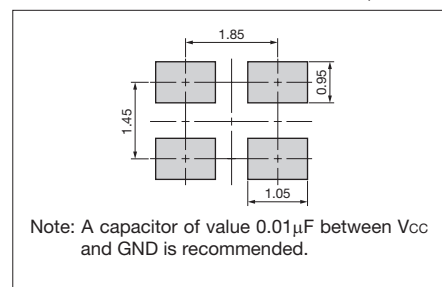 1.85
0.95
1.45
1.05
Note: A capacitor of value 0.01μF between Vcc
and GND is recommended.